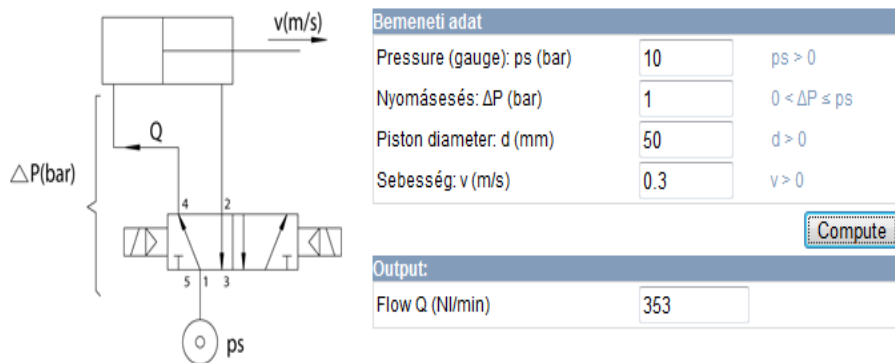 v(m/s)
Q
△P(bar)
4 2
5 1 3
ps
Bemeneti adat
Pressure (gauge): ps (bar) 10 ps > 0
Nyomásesés: ΔP (bar) 1 0 < ΔP ≤ ps
Piston diameter: d (mm) 50 d > 0
Sebesség: v (m/s) 0.3 v > 0
Compute
Output:
Flow Q (Nl/min) 353